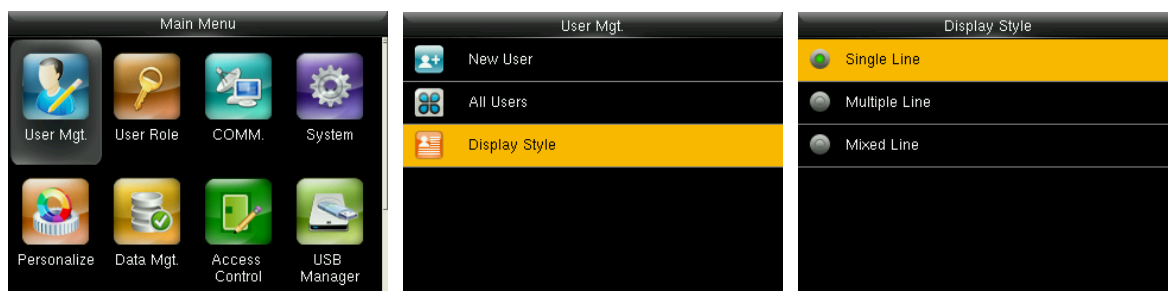 Main Menu
User Mgt.
User Role
COMM.
System
Personalize
Data Mgt.
Access
Control
USB
Manager
User Mgt.
New User
All Users
Display Style
Display Style
Single Line
Multiple Line
Mixed Line